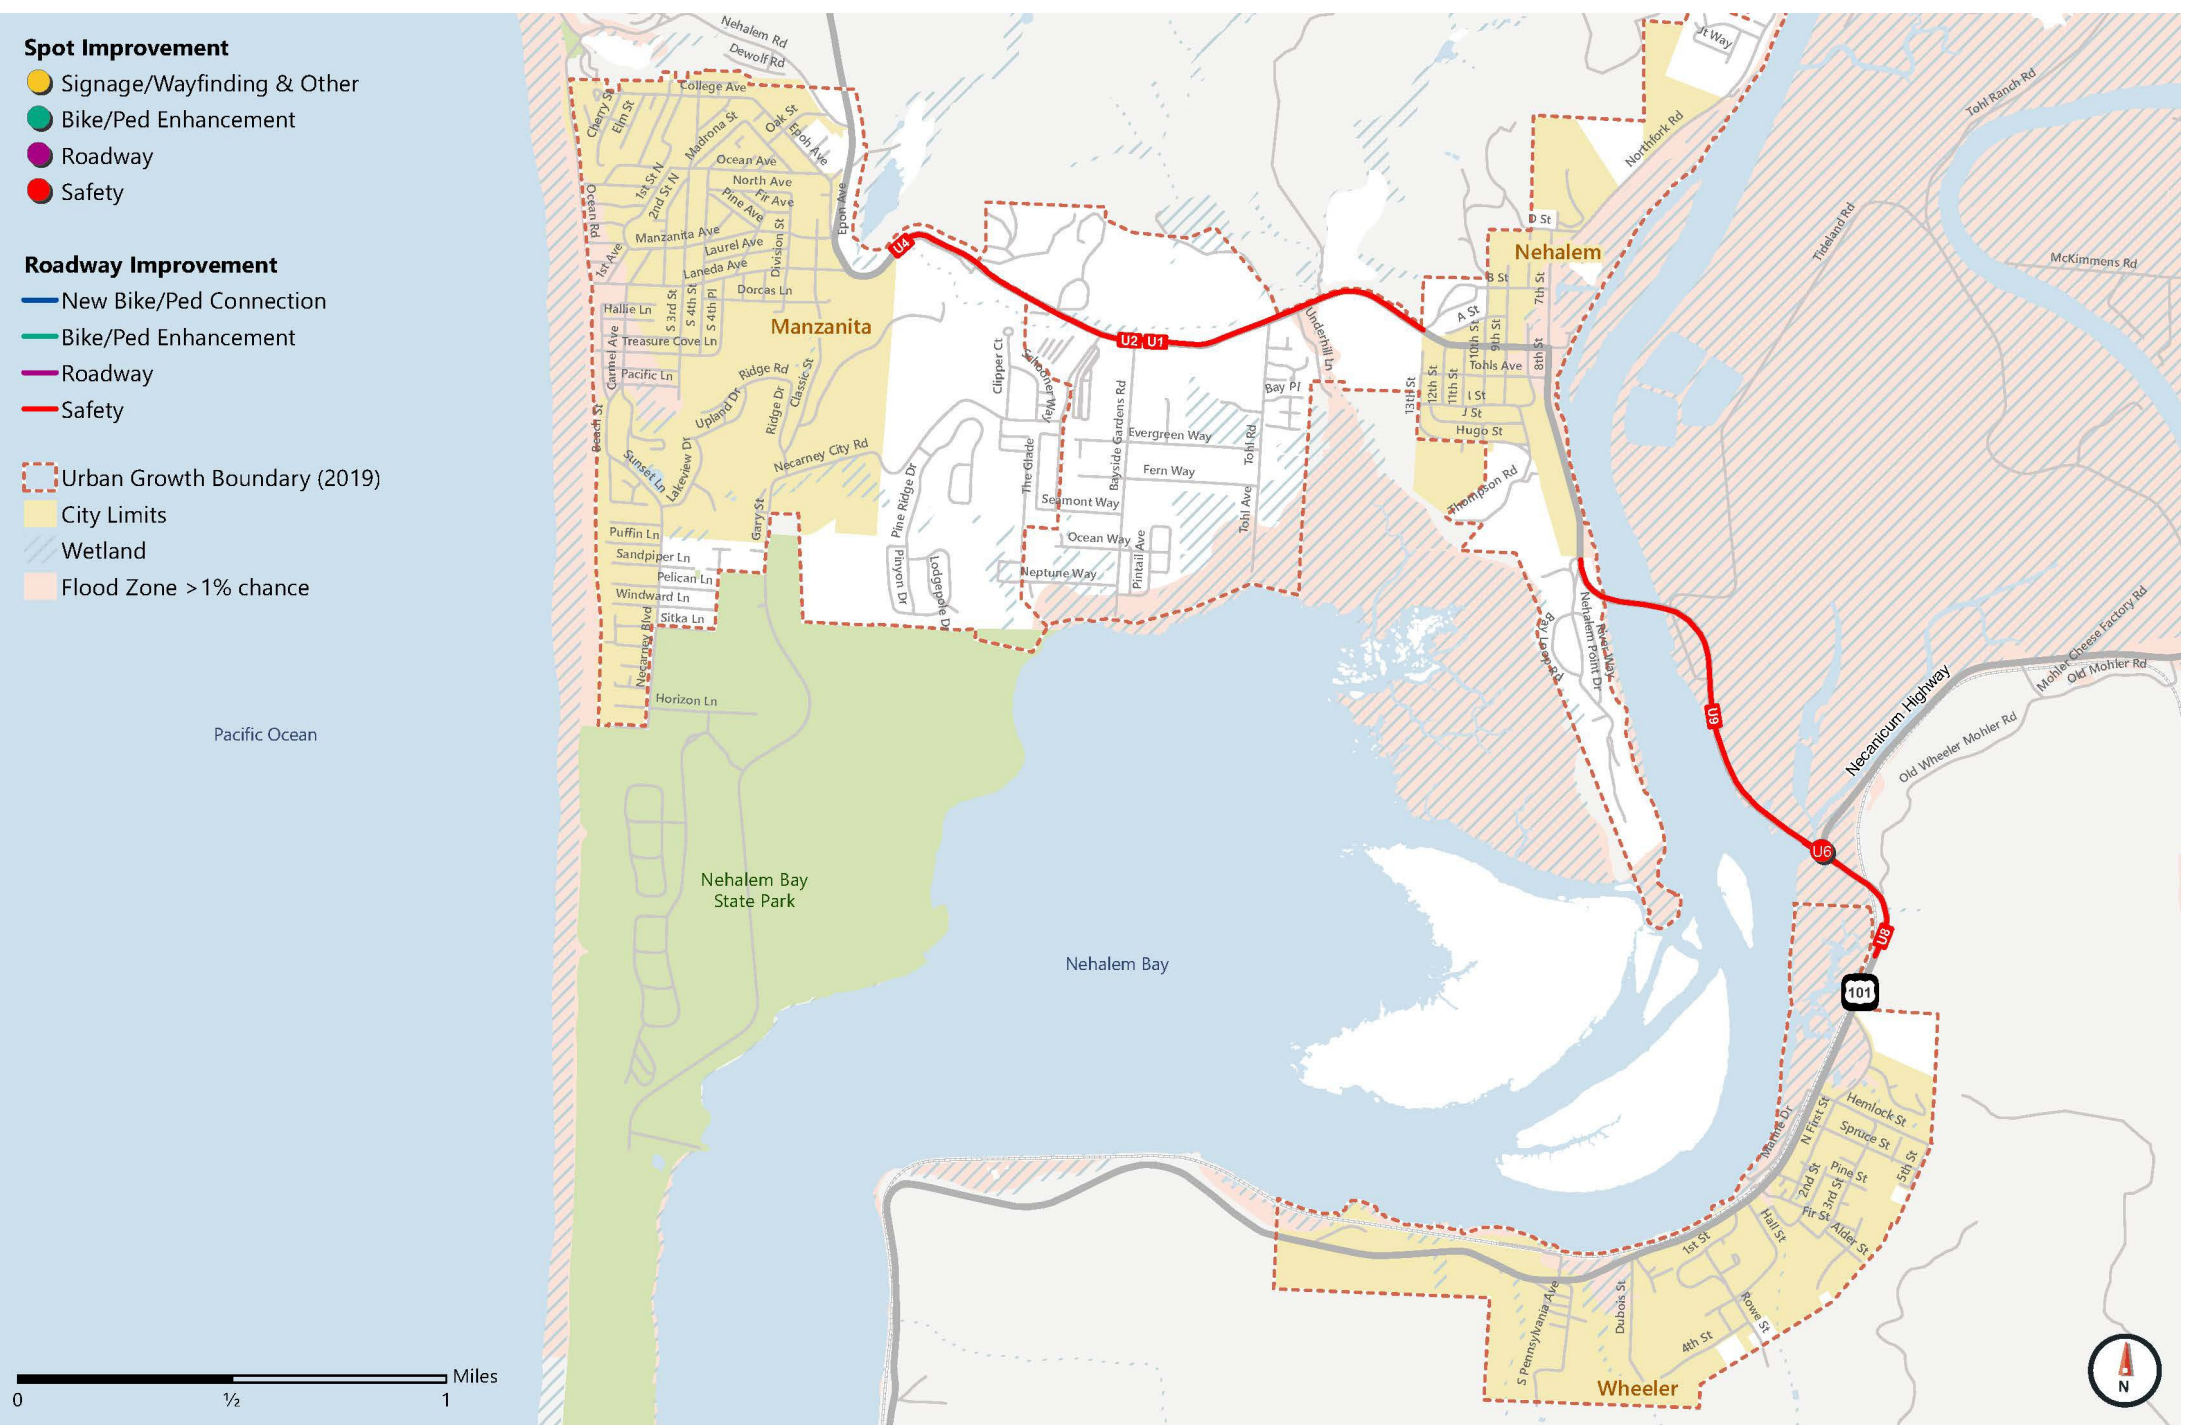 Spot Improvement
Signage/Wayfinding & Other
Bike/Ped Enhancement
Roadway
Safety
Roadway Improvement
New Bike/Ped Connection
Bike/Ped Enhancement
Roadway
Safety
Urban Growth Boundary (2019)
City Limits
Wetland
Flood Zone >1% chance
Nehalem Rd
Dewolf Rd
College Ave
Cherry St
Elm St
Madrona St
Oak St
Epoh Ave
Ocean Ave
1st St N
2nd St N
North Ave
Fir Ave
Pine Ave
Ocean Rd
Epon Ave
Manzanita Ave
Laurel Ave
Division St
1st Ave
Laneda Ave
Dorcas Ln
Hallie Ln
S 3rd St
S 4th St
S 4th Pl
Manzanita
Treasure Cove Ln
Carmel Ave
Pacific Ln
Ridge Rd
Classic St
Upland Dr
Ridge Dr
Beach St
Sunset Ln
Lakeview Dr
Necarney City Rd
Gary St
Puffin Ln
Sandpiper Ln
Pelican Ln
Windward Ln
Sitka Ln
Necarney Blvd
Horizon Ln
U4
U2
U1
Clipper Ct
Schooner Way
Bayside Gardens Rd
Evergreen Way
Fern Way
The Glade
Seamont Way
Pine Ridge Dr
Ocean Way
Pintail Ave
Neptune Way
Pinyon Dr
Lodgepole Dr
Bay Pl
Tohl Rd
Tohl Ave
Underhill Ln
Jt Way
Northfork Rd
D St
Nehalem
B St
7th St
A St
10th St
9th St
8th St
Tohls Ave
13th St
12th St
11th St
I St
J St
Hugo St
Thompson Rd
Bay Loop Rd
Nehalem Point Dr
River Way
Tohl Ranch Rd
Tideland Rd
McKimmens Rd
Mohler Cheese Factory Rd
Old Mohler Rd
Necanicum Highway
Old Wheeler Mohler Rd
U9
U6
U8
101
Pacific Ocean
Nehalem Bay
State Park
Nehalem Bay
Marine Dr
N First St
Hemlock St
Spruce St
Pine St
5th St
2nd St
3rd St
Fir St
Alder St
Hall St
1st St
Rowe St
4th St
Dubois St
S Pennsylvania Ave
Wheeler
Miles
0
½
1
N